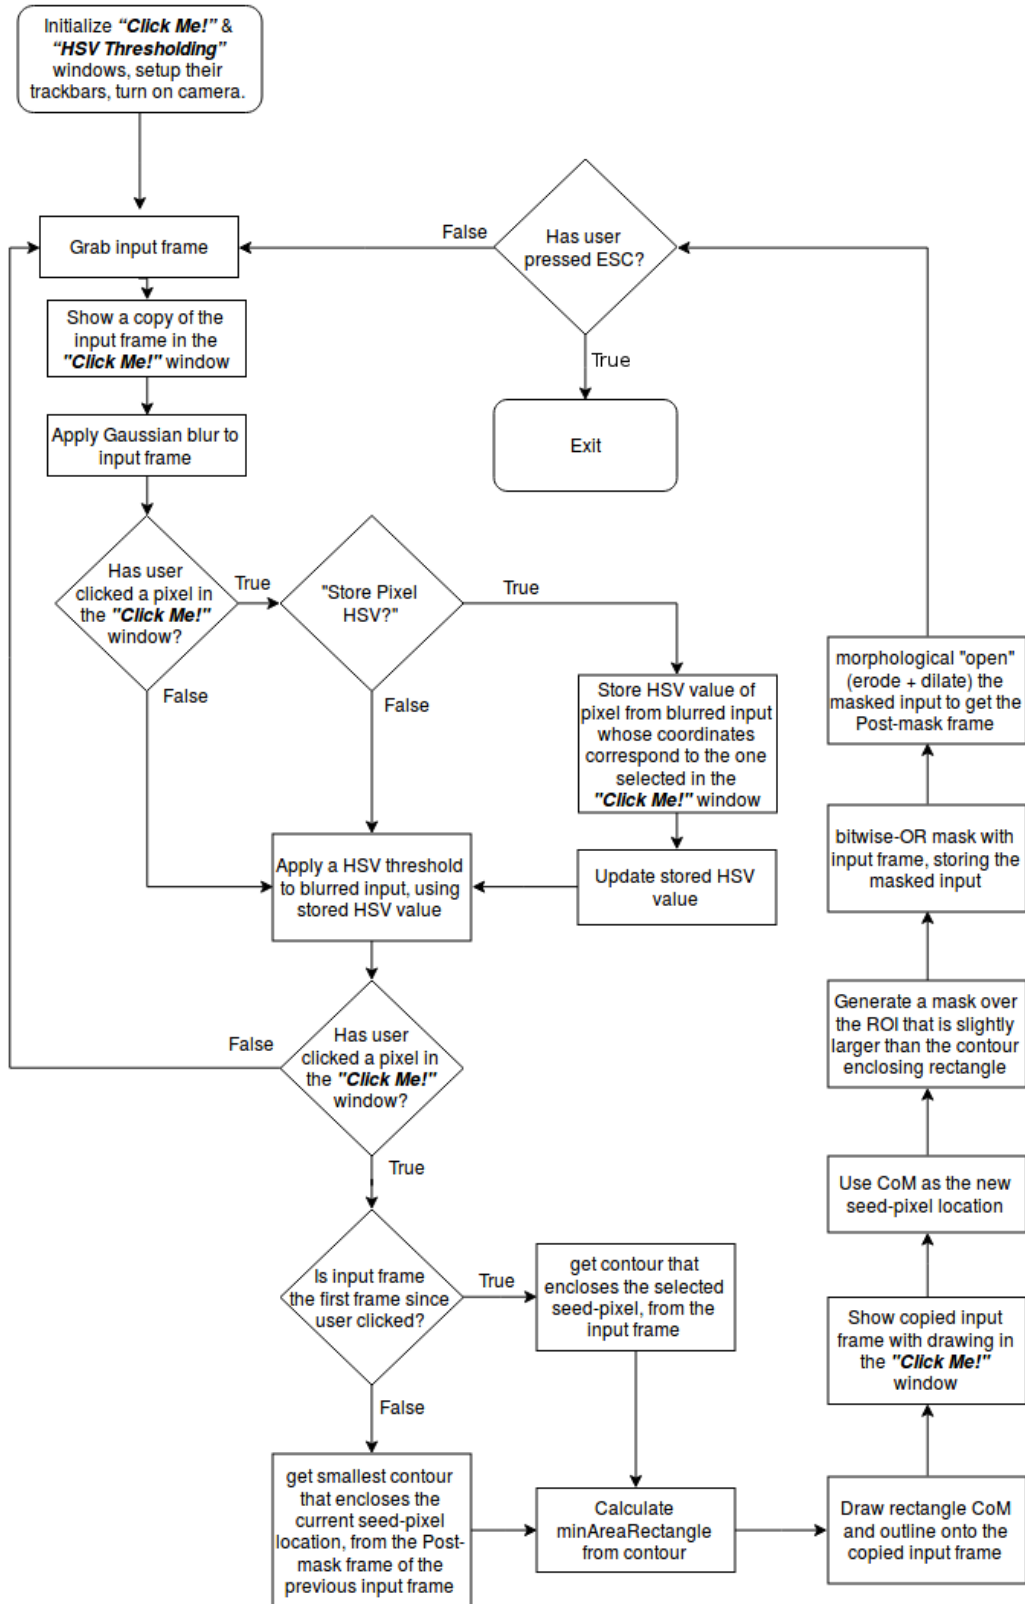 Initialize “Click Me!” &
“HSV Thresholding”
windows, setup their
trackbars, turn on camera.
Grab input frame
False
Has user
pressed ESC?
True
Exit
Show a copy of the
input frame in the
"Click Me!" window
Apply Gaussian blur to
input frame
Has user
clicked a pixel in
the "Click Me!"
window?
True
False
"Store Pixel
HSV?"
True
False
Store HSV value of
pixel from blurred input
whose coordinates
correspond to the one
selected in the
"Click Me!" window
Update stored HSV
value
Apply a HSV threshold
to blurred input, using
stored HSV value
Has user
clicked a pixel in
the "Click Me!"
window?
False
True
Is input frame
the first frame since
user clicked?
True
False
get contour that
encloses the selected
seed-pixel, from the
input frame
get smallest contour
that encloses the
current seed-pixel
location, from the Post-
mask frame of the
previous input frame
Calculate
minAreaRectangle
from contour
Draw rectangle CoM
and outline onto the
copied input frame
Show copied input
frame with drawing in
the "Click Me!"
window
Use CoM as the new
seed-pixel location
Generate a mask over
the ROI that is slightly
larger than the contour
enclosing rectangle
bitwise-OR mask with
input frame, storing the
masked input
morphological "open"
(erode + dilate) the
masked input to get the
Post-mask frame